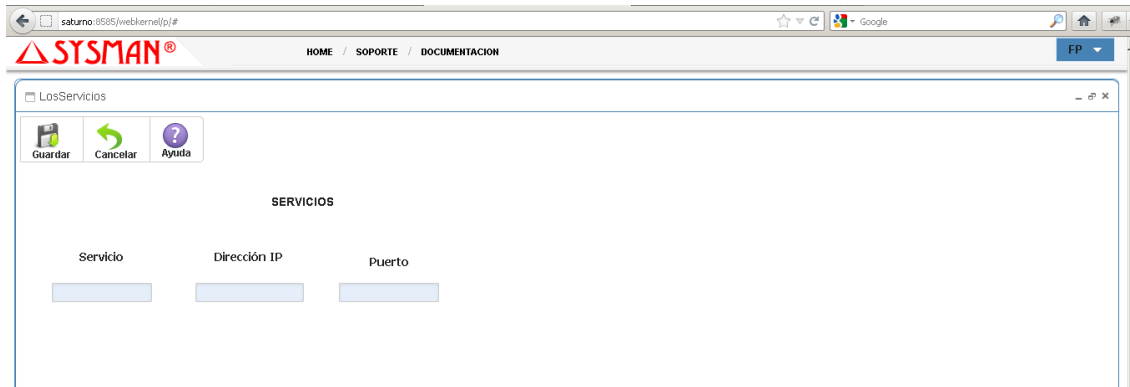 saturno:8585/webkernel/p/#
Google
SYSMAN®
HOME / SOPORTE / DOCUMENTACION
FP
LosServicios
Guardar Cancelar Ayuda
SERVICIOS
Servicio Dirección IP Puerto